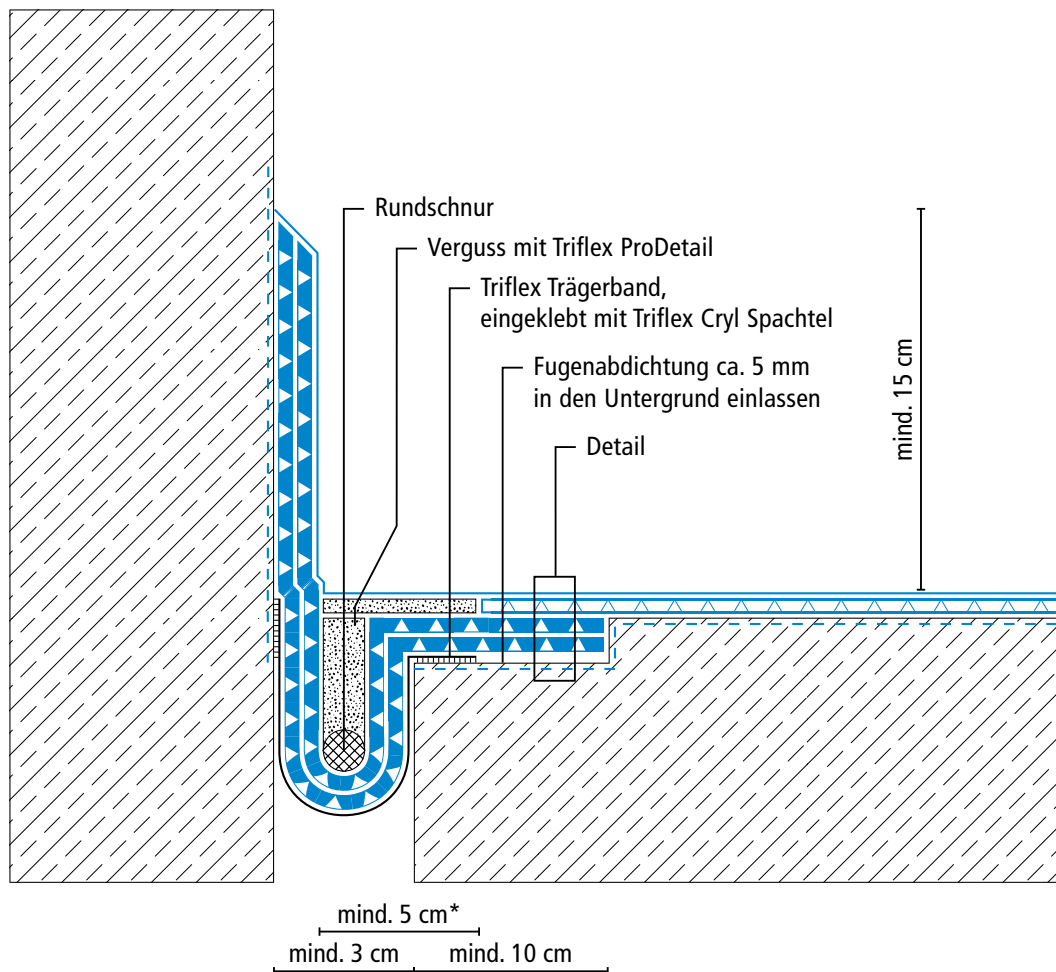 Rundschnur
Verguss mit Triflex ProDetail
Triflex Trägerband,
eingeklebt mit Triflex Cryl Spachtel
Fugenabdichtung ca. 5 mm
in den Untergrund einlassen
Detail
mind. 15 cm
mind. 5 cm*
mind. 3 cm
mind. 10 cm